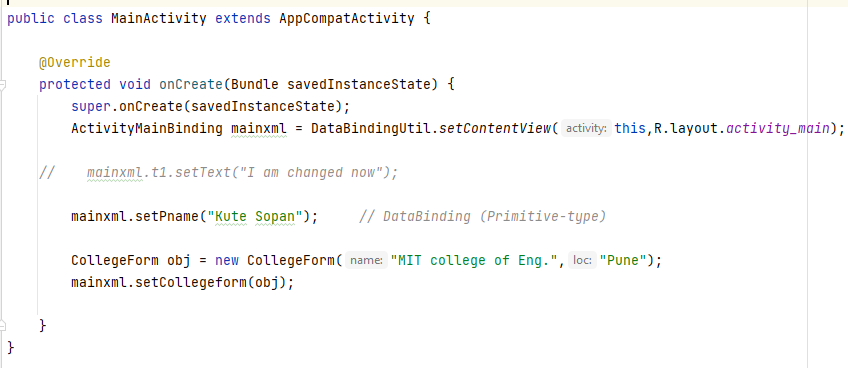 public class MainActivity extends AppCompatActivity {
@Override
protected void onCreate(Bundle savedInstanceState) {
super.onCreate(savedInstanceState);
ActivityMainBinding mainxml = DataBindingUtil.setContentView( activity: this,R.layout.activity_main);
// mainxml.t1.setText("I am changed now");
mainxml.setPname("Kute Sopan"); // DataBinding (Primitive-type)
CollegeForm obj = new CollegeForm( name: "MIT college of Eng.", loc: "Pune");
mainxml.setCollegeform(obj);
}
}